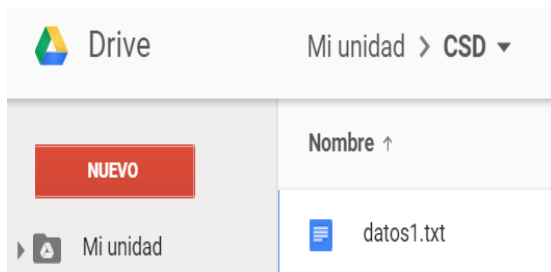 Drive
Mi unidad > CSD ▾
NUEVO
Mi unidad
Nombre ↑
datos1.txt